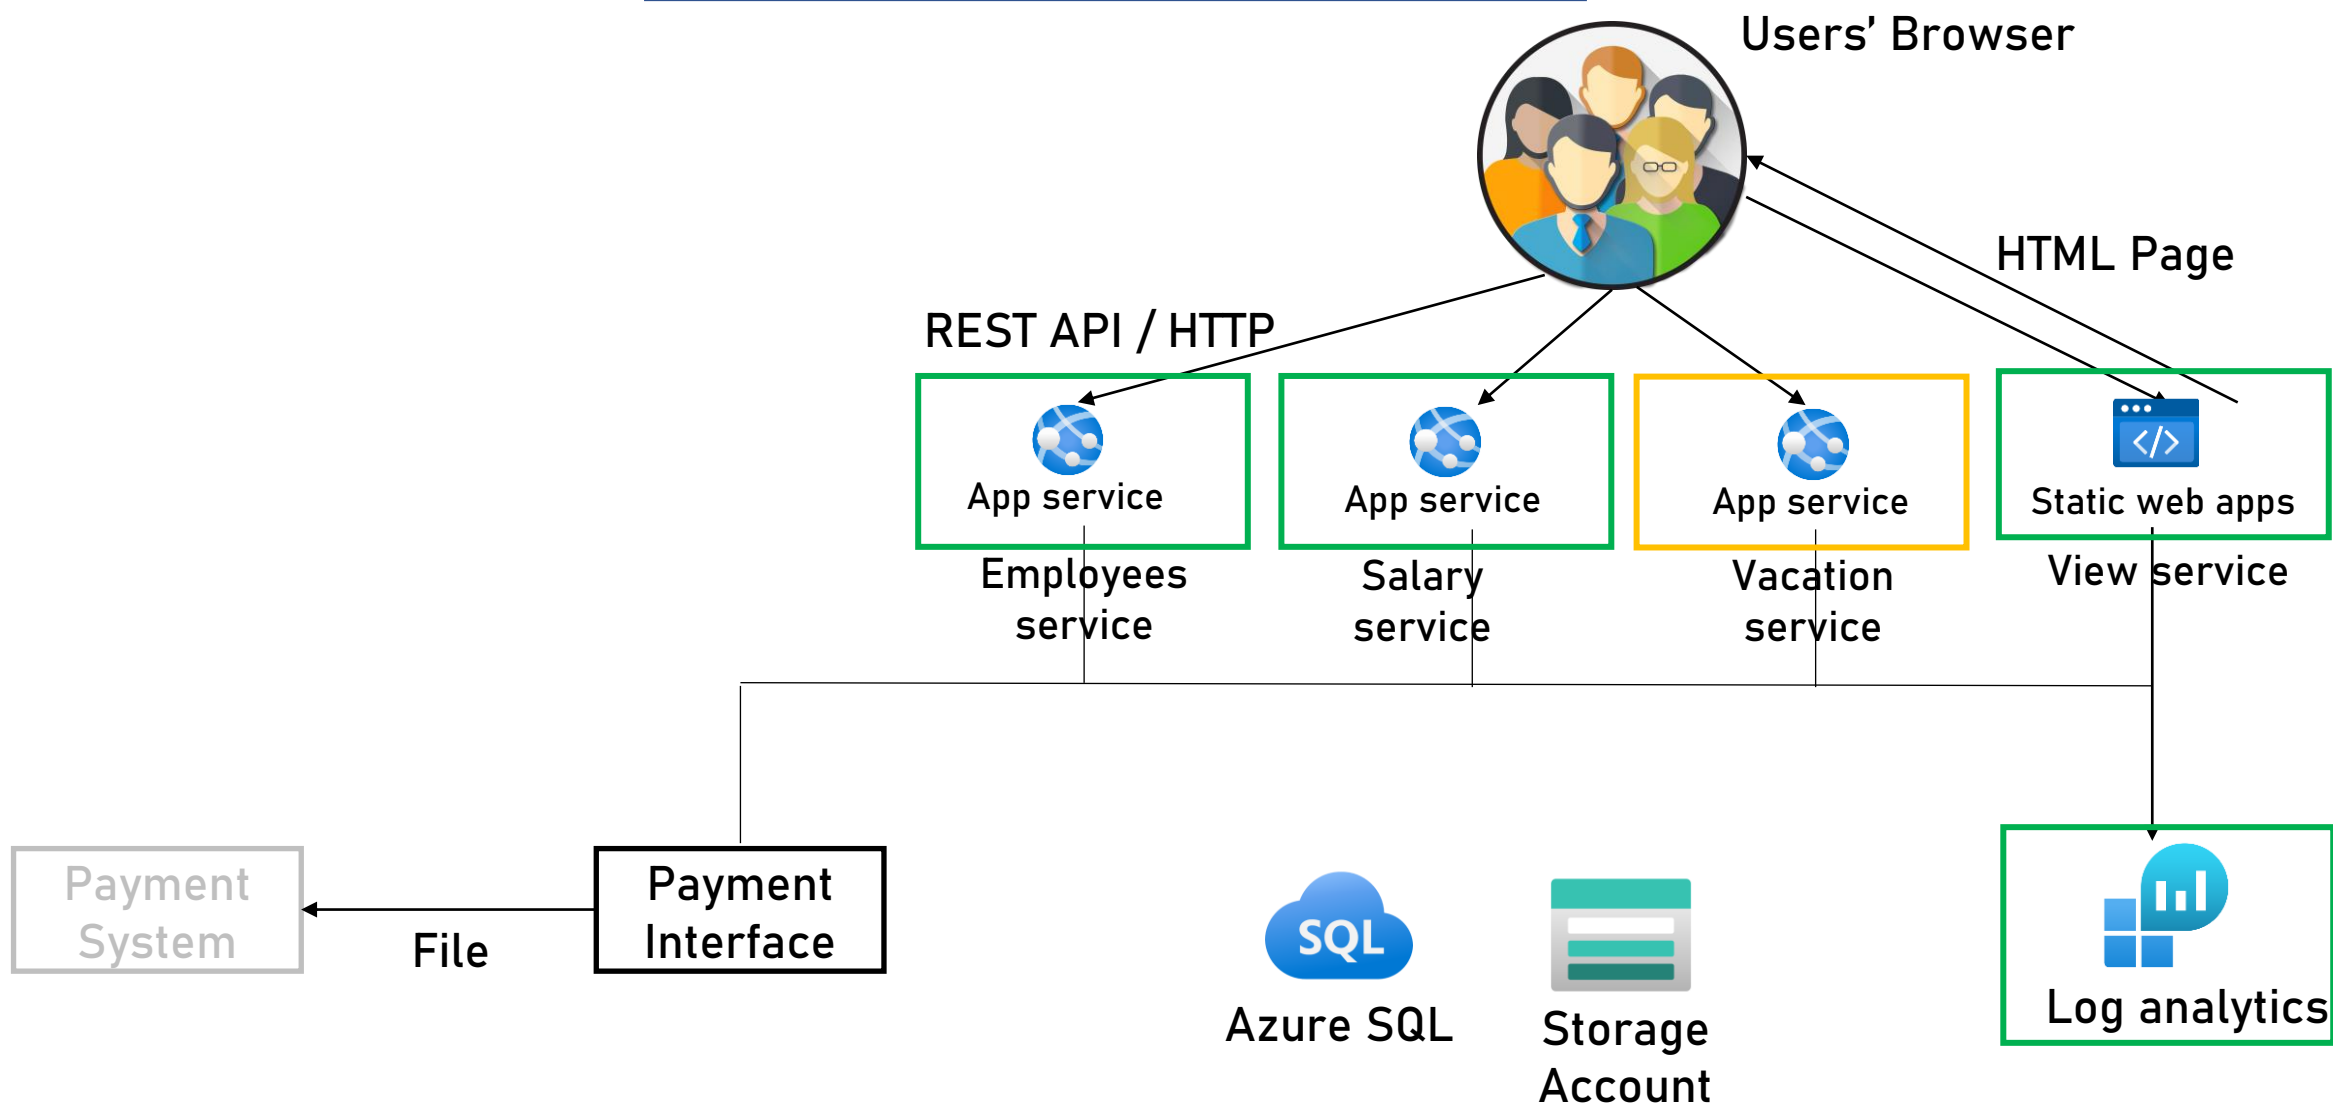 Users’ Browser
HTML Page
REST API / HTTP
App service
App service
App service
Static web apps
Employees
service
Salary
service
Vacation
service
View service
Payment
System
File
Payment
Interface
SQL
Azure SQL
Storage
Account
Log analytics